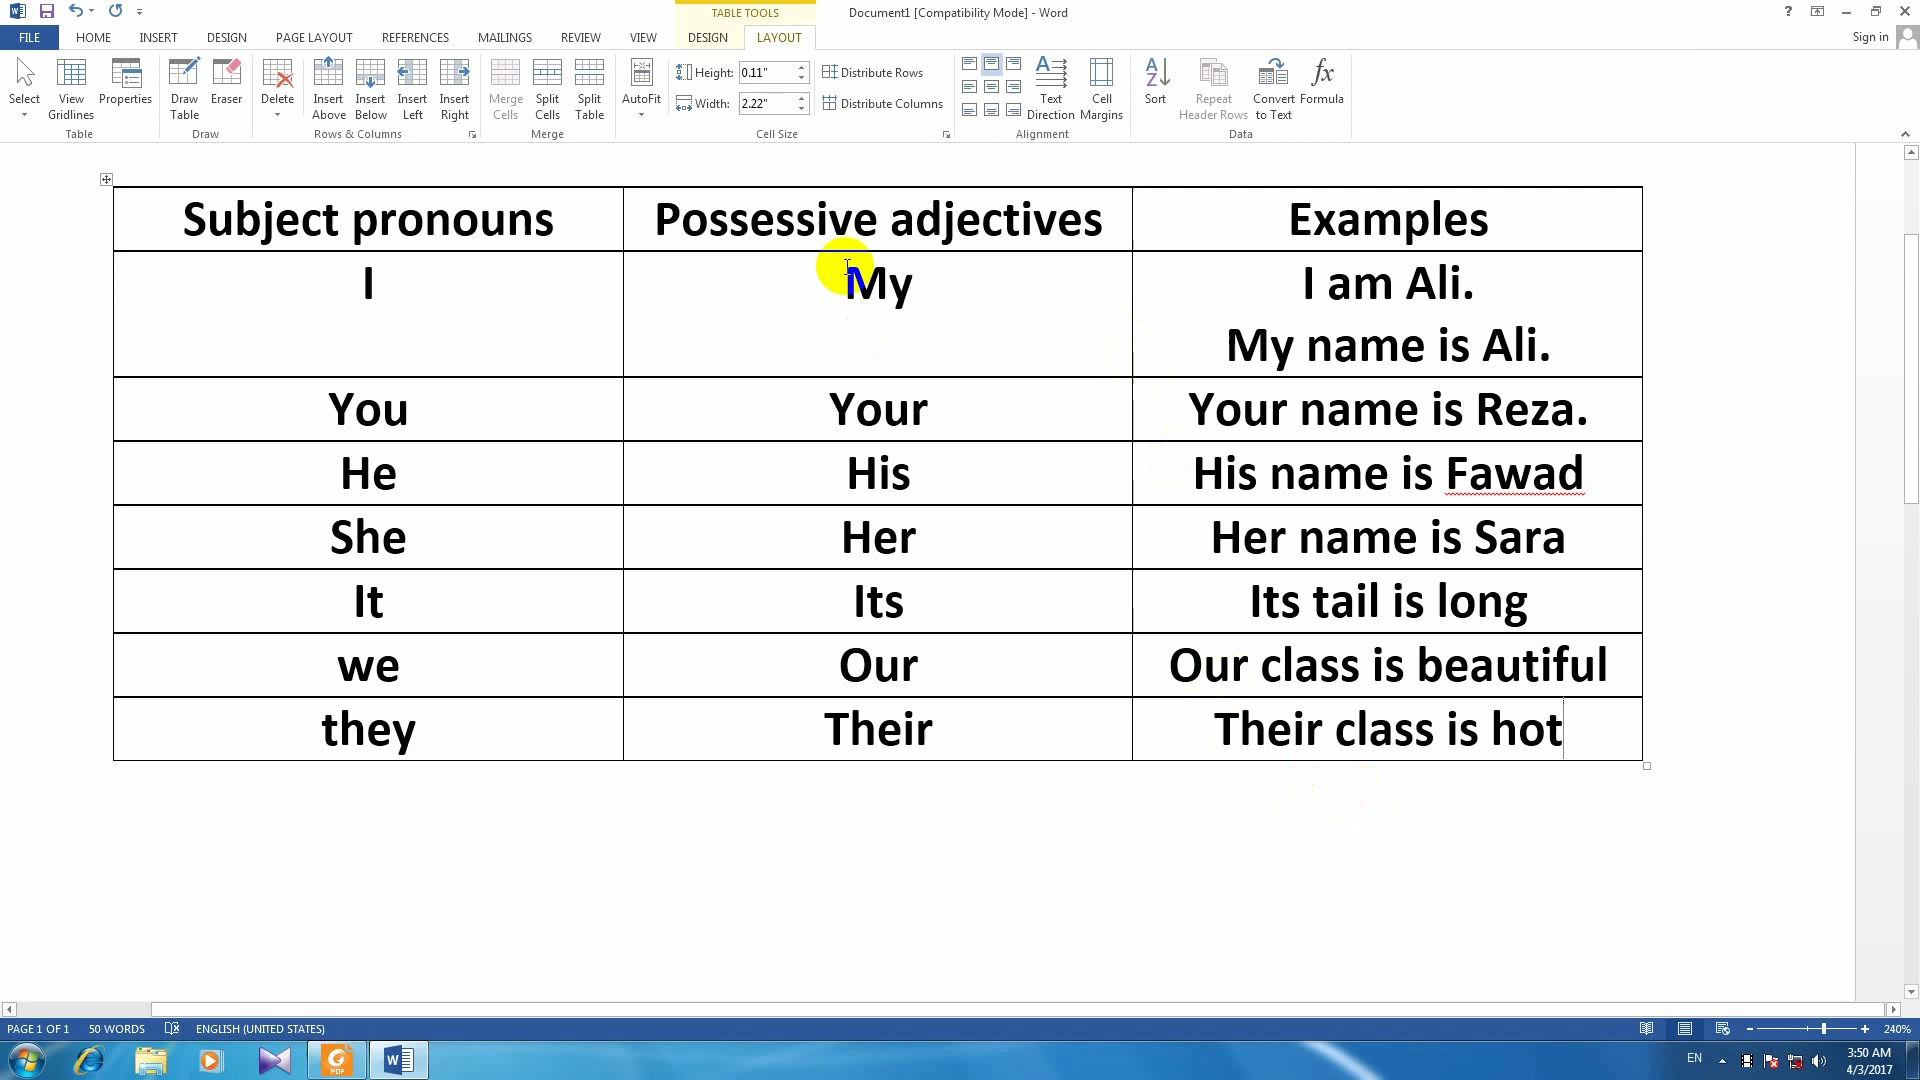 TABLE TOOLS
Document1 [Compatibility Mode] - Word
FILE HOME INSERT DESIGN PAGE LAYOUT REFERENCES MAILINGS REVIEW VIEW DESIGN LAYOUT Sign in
Select View Gridlines Properties Draw Table Eraser Delete Insert Above Insert Below Insert Left Insert Right Merge Cells Split Cells Split Table AutoFit
Height: 0.11" Distribute Rows
Width: 2.22" Distribute Columns
Text Direction Cell Margins Sort Repeat Header Rows Convert to Text Formula
Table Draw Rows & Columns Merge Cell Size Alignment Data
Subject pronouns Possessive adjectives Examples
I My I am Ali.
My name is Ali.
You Your Your name is Reza.
He His His name is Fawad
She Her Her name is Sara
It Its Its tail is long
we Our Our class is beautiful
they Their Their class is hot
PAGE 1 OF 1 50 WORDS ENGLISH (UNITED STATES) 240%
EN 3:50 AM
4/3/2017